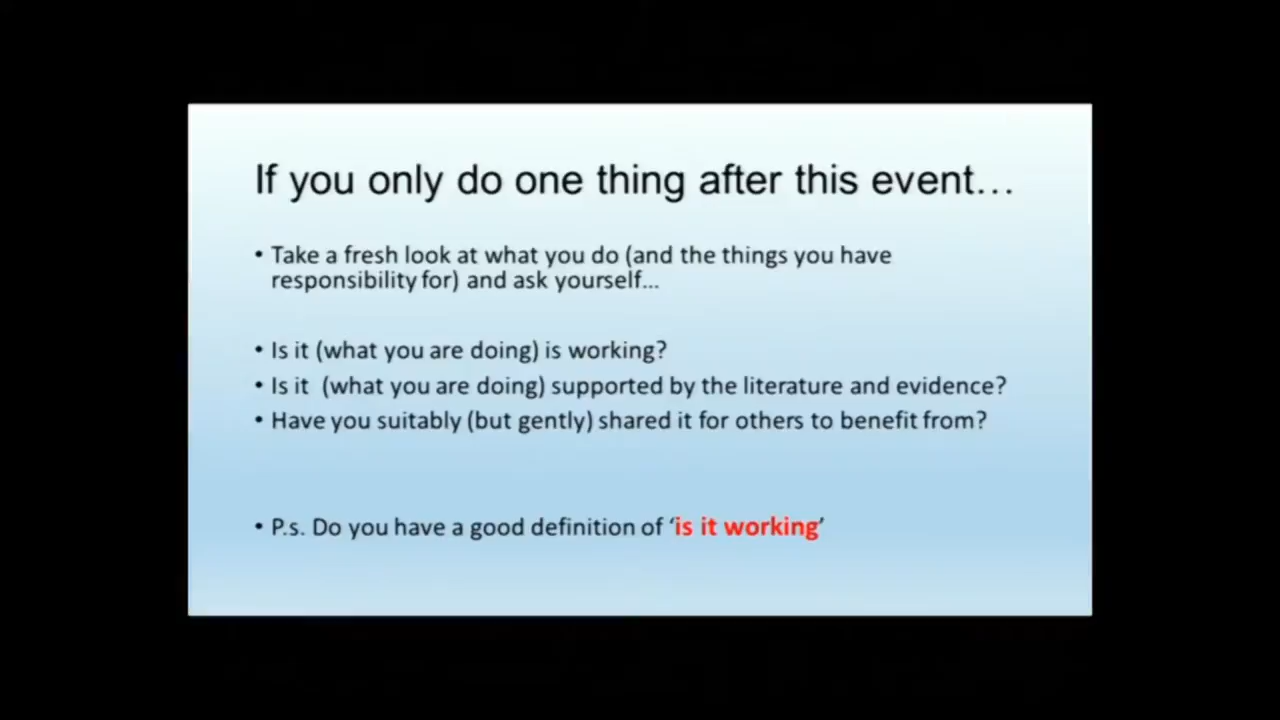 If you only do one thing after this event...
• Take a fresh look at what you do (and the things you have
responsibility for) and ask yourself...
• Is it (what you are doing) is working?
• Is it  (what you are doing) supported by the literature and evidence?
• Have you suitably (but gently) shared it for others to benefit from?
• P.s. Do you have a good definition of ‘is it working’